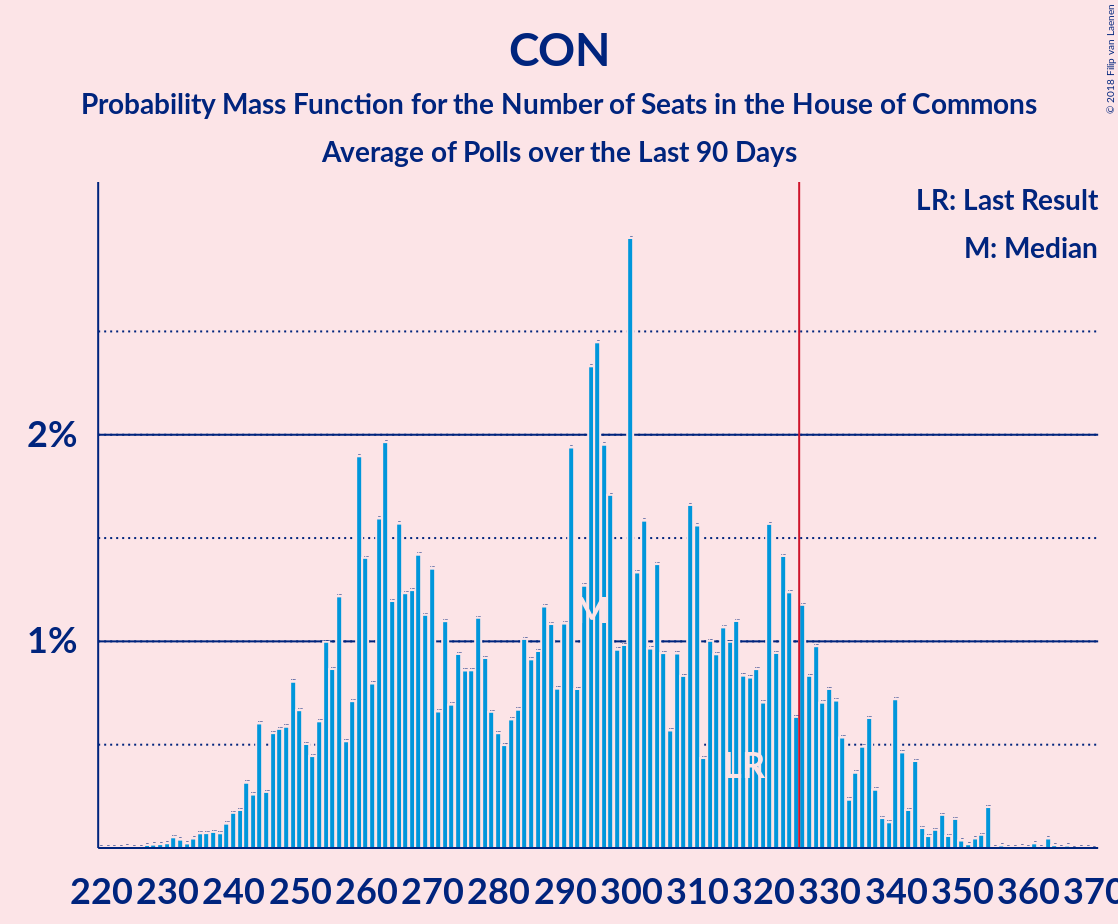 CON
Probability Mass Function for the Number of Seats in the House of Commons
Average of Polls over the Last 90 Days
© 2018 Filip van Laenen
LR: Last Result
M: Median
2%
1%
M
LR
220 230 240 250 260 270 280 290 300 310 320 330 340 350 360 370